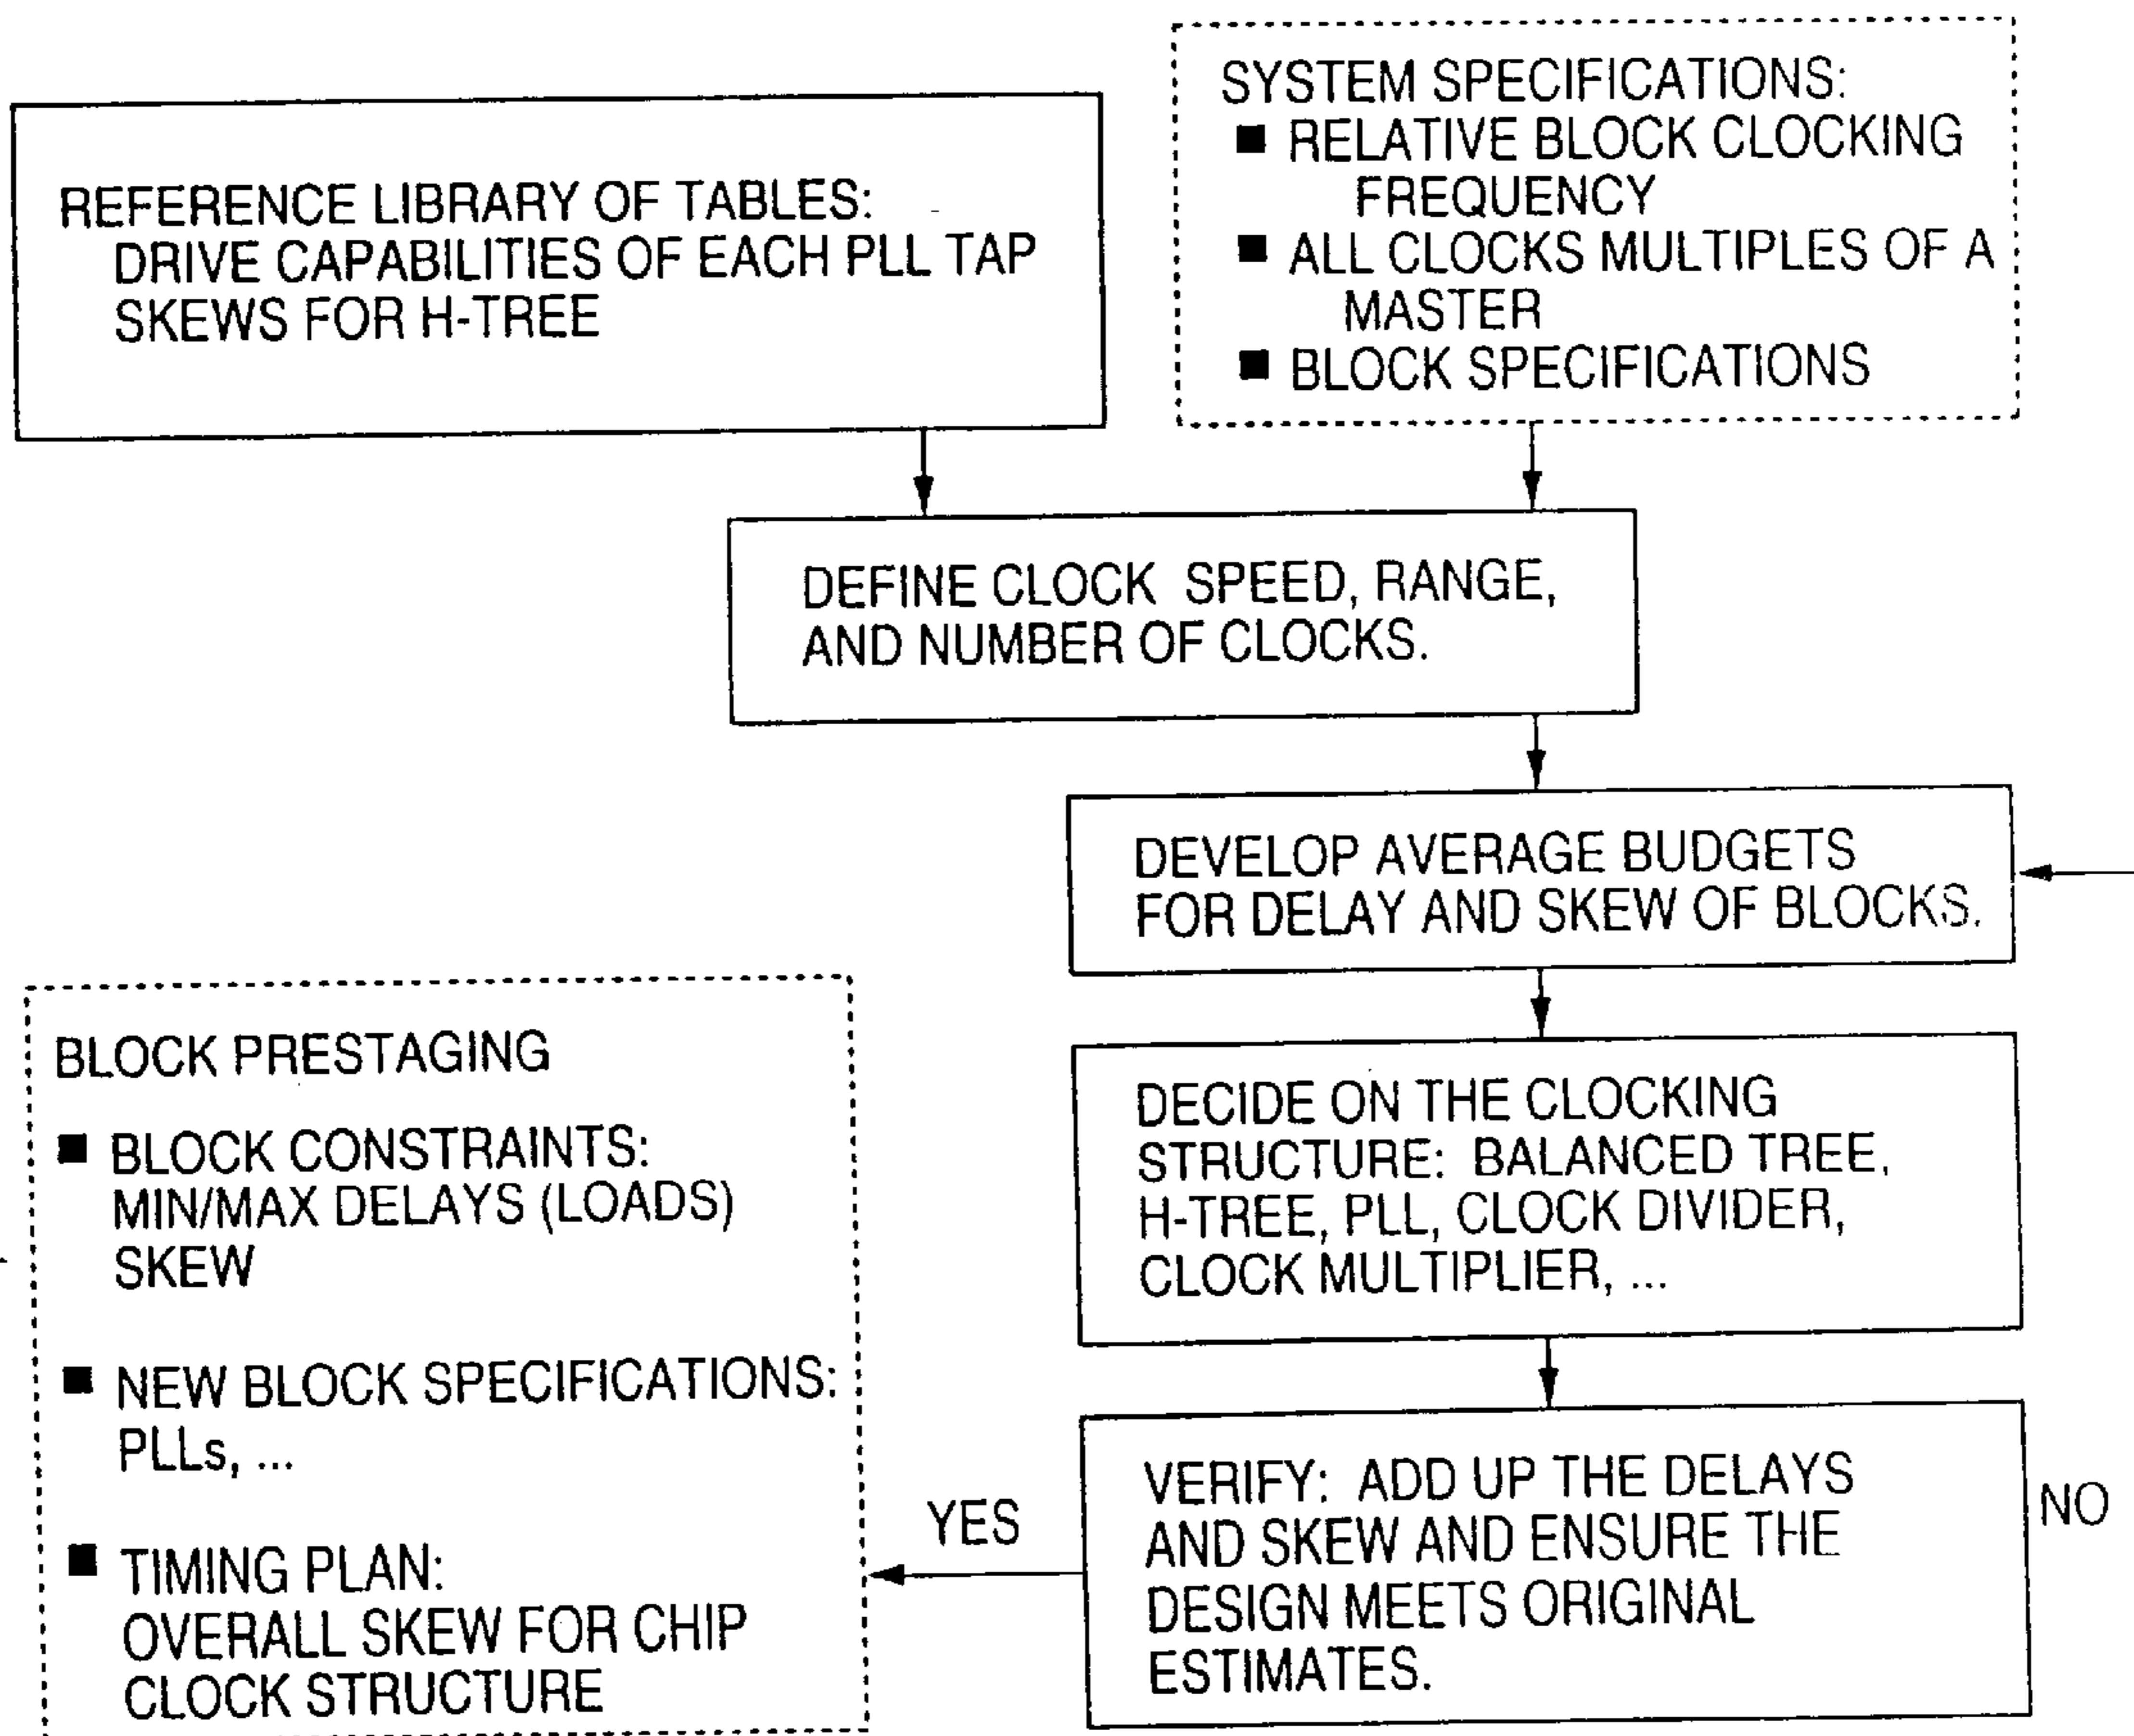 SYSTEM SPECIFICATIONS:
■ RELATIVE BLOCK CLOCKING
FREQUENCY
■ ALL CLOCKS MULTIPLES OF A
MASTER
■ BLOCK SPECIFICATIONS
REFERENCE LIBRARY OF TABLES:
DRIVE CAPABILITIES OF EACH PLL TAP
SKEWS FOR H-TREE
DEFINE CLOCK SPEED, RANGE,
AND NUMBER OF CLOCKS.
DEVELOP AVERAGE BUDGETS
FOR DELAY AND SKEW OF BLOCKS.
DECIDE ON THE CLOCKING
STRUCTURE: BALANCED TREE,
H-TREE, PLL, CLOCK DIVIDER,
CLOCK MULTIPLIER, ...
VERIFY: ADD UP THE DELAYS
AND SKEW AND ENSURE THE
DESIGN MEETS ORIGINAL
ESTIMATES.
NO
YES
BLOCK PRESTAGING
■ BLOCK CONSTRAINTS:
MIN/MAX DELAYS (LOADS)
SKEW
■ NEW BLOCK SPECIFICATIONS:
PLLs, ...
■ TIMING PLAN:
OVERALL SKEW FOR CHIP
CLOCK STRUCTURE